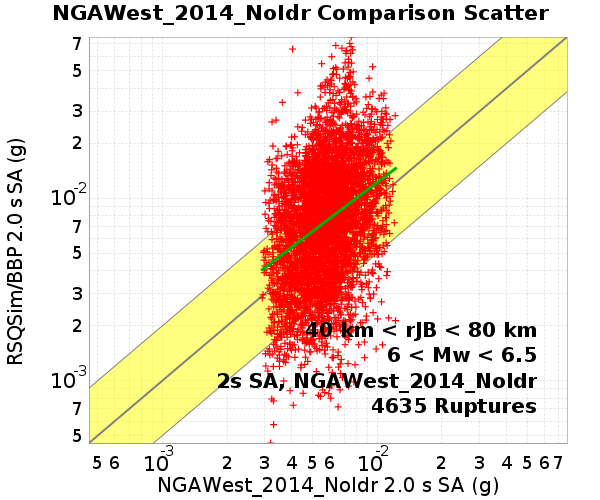 NGAWest_2014_NoIdr Comparison Scatter
RSQSim/BBP 2.0 s SA (g)
7
5
3
2
10-2
7
5
3
2
10-3
7
5
40 km < rJB < 80 km
6 < Mw < 6.5
2s SA, NGAWest_2014_NoIdr
4635 Ruptures
5 6 10-3 2 3 4 5 6 10-2 2 3 4 5 6 7
NGAWest_2014_NoIdr 2.0 s SA (g)